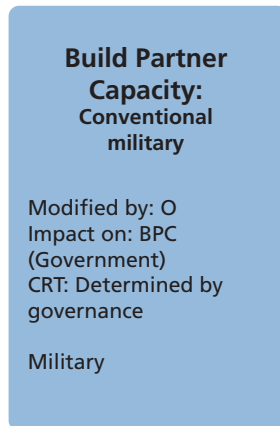 Build Partner
Capacity:
Conventional
military
Modified by: O
Impact on: BPC
(Government)
CRT: Determined by
governance
Military